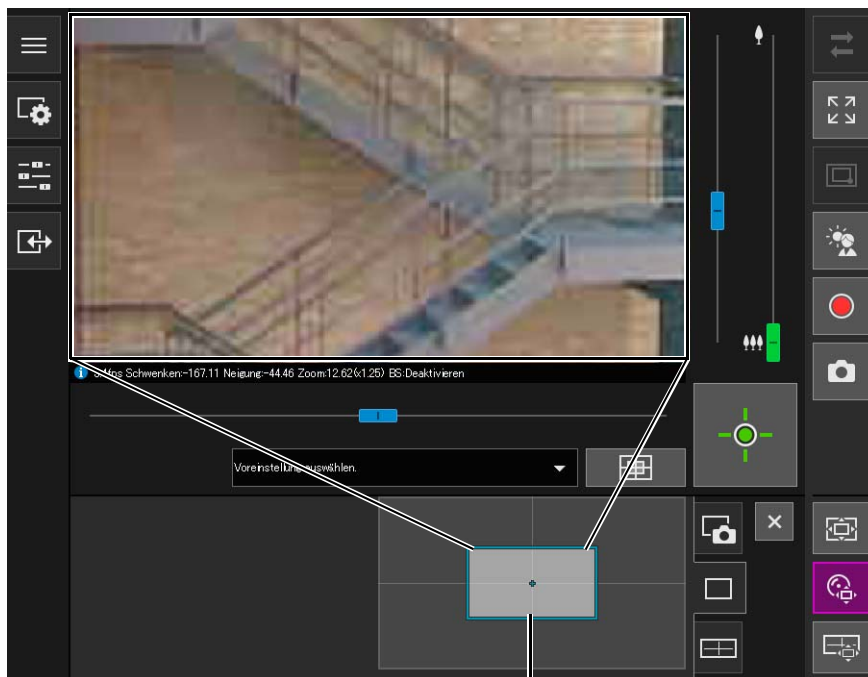 Schwenken:-167.11 Neigung:-44.46 Zoom:12.62(x1.25) BS:Deaktivieren
Voreinstellung auswählen.